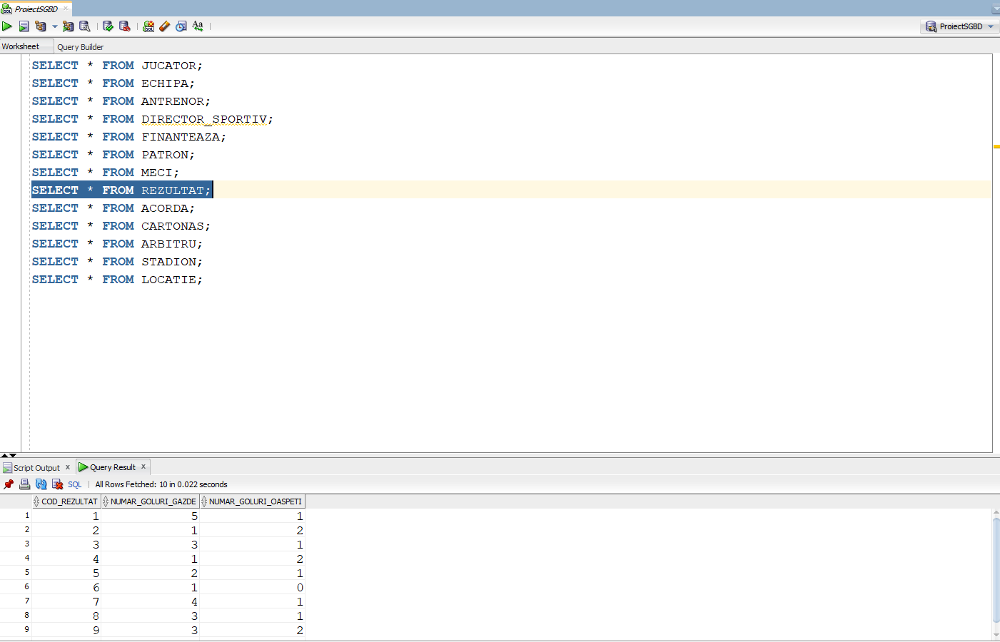 ProiectSGBD
ProiectSGBD
Worksheet Query Builder
SELECT * FROM JUCATOR;
SELECT * FROM ECHIPA;
SELECT * FROM ANTRENOR;
SELECT * FROM DIRECTOR_SPORTIV;
SELECT * FROM FINANTEAZA;
SELECT * FROM PATRON;
SELECT * FROM MECI;
SELECT * FROM REZULTAT;
SELECT * FROM ACORDA;
SELECT * FROM CARTONAS;
SELECT * FROM ARBITRU;
SELECT * FROM STADION;
SELECT * FROM LOCATIE;
Script Output x Query Result x
SQL All Rows Fetched: 10 in 0.022 seconds
COD_REZULTAT NUMAR_GOLURI_GAZDE NUMAR_GOLURI_OASPETI
1 1 5 1
2 2 1 2
3 3 3 1
4 4 1 2
5 5 2 1
6 6 1 0
7 7 4 1
8 8 3 1
9 9 3 2